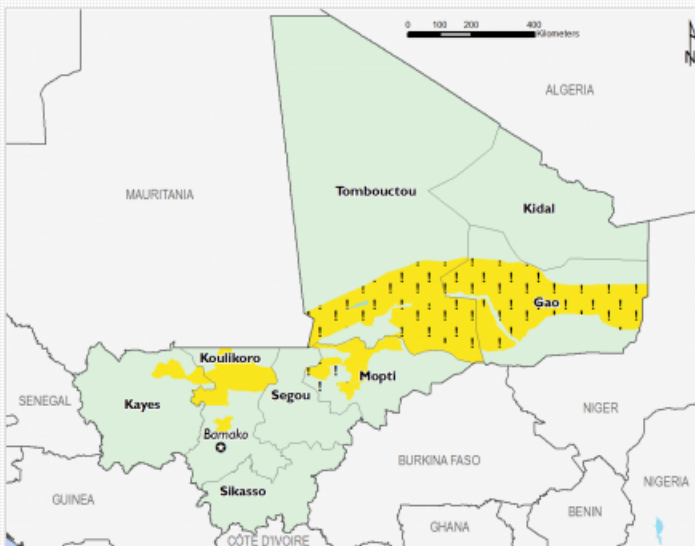 0 200 400
Kilometers
N
ALGERIA
MAURITANIA
Tombouctou
Kidal
Gao
Koulikoro
Mopti
Segou
Kayes
SENEGAL
Bamako
NIGER
BURKINA FASO
NIGERIA
Sikasso
GUINEA
BENIN
GHANA
CÔTE D'IVOIRE